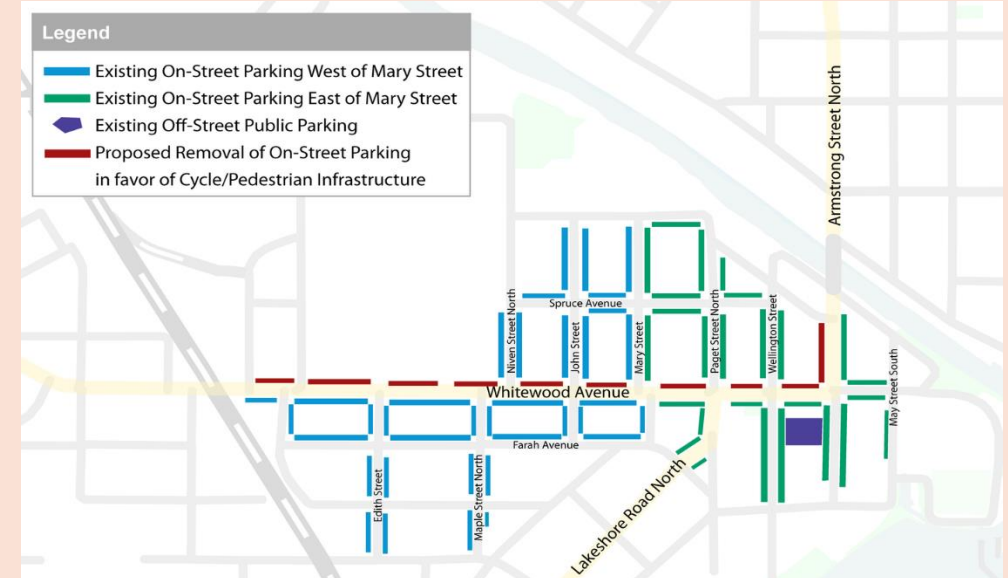 Legend
Existing On-Street Parking West of Mary Street
Existing On-Street Parking East of Mary Street
Existing Off-Street Public Parking
Proposed Removal of On-Street Parking
in favor of Cycle/Pedestrian Infrastructure
Armstrong Street North
Spruce Avenue
Niven Street North
John Street
Mary Street
Paget Street North
Wellington Street
May Street South
Whitewood Avenue
Farah Avenue
Edith Street
Maple Street North
Lakeshore Road North